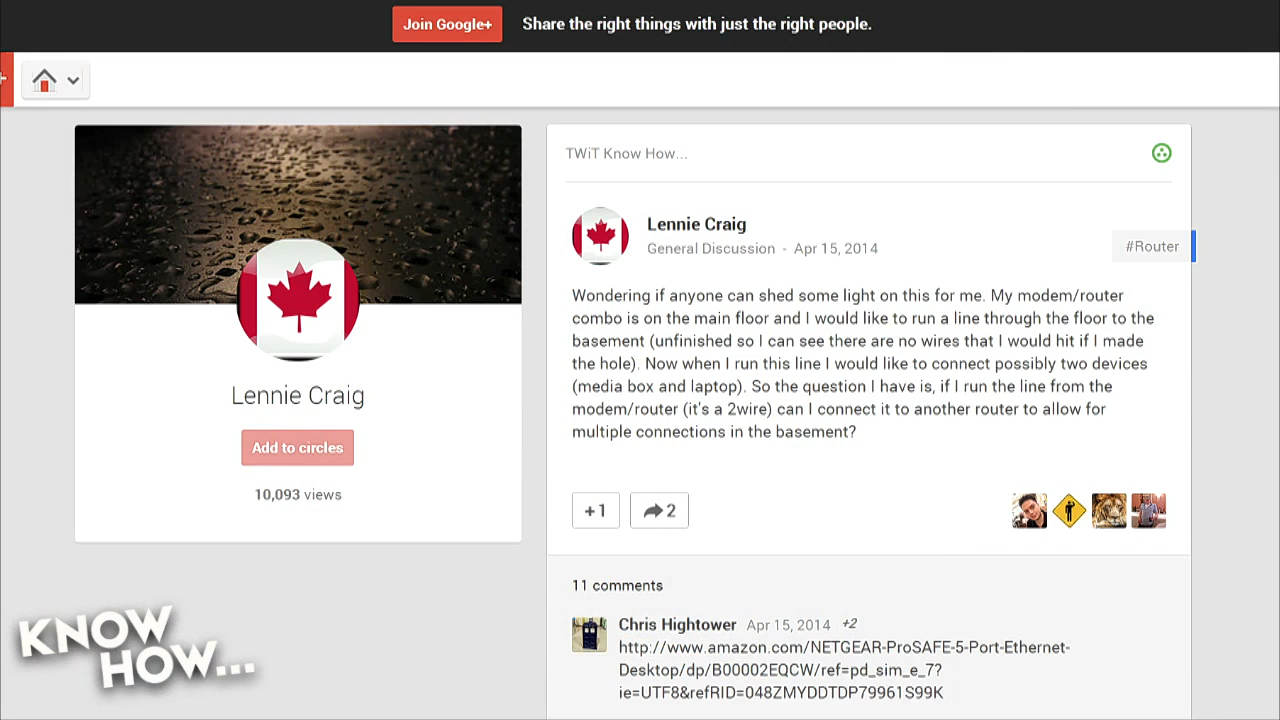 Join Google+ Share the right things with just the right people.
TWiT Know How...
Lennie Craig
General Discussion - Apr 15, 2014
#Router
Wondering if anyone can shed some light on this for me. My modem/router
combo is on the main floor and I would like to run a line through the floor to the
basement (unfinished so I can see there are no wires that I would hit if I made
the hole). Now when I run this line I would like to connect possibly two devices
(media box and laptop). So the question I have is, if I run the line from the
modem/router (it's a 2wire) can I connect it to another router to allow for
multiple connections in the basement?
Lennie Craig
Add to circles
10,093 views
+1
2
11 comments
Chris Hightower Apr 15, 2014 +2
http://www.amazon.com/NETGEAR-ProSAFE-5-Port-Ethernet-
Desktop/dp/B00002EQCW/ref=pd_sim_e_7?
ie=UTF8&refRID=048ZMYDDTDP79961S99K
KNOW
HOW...